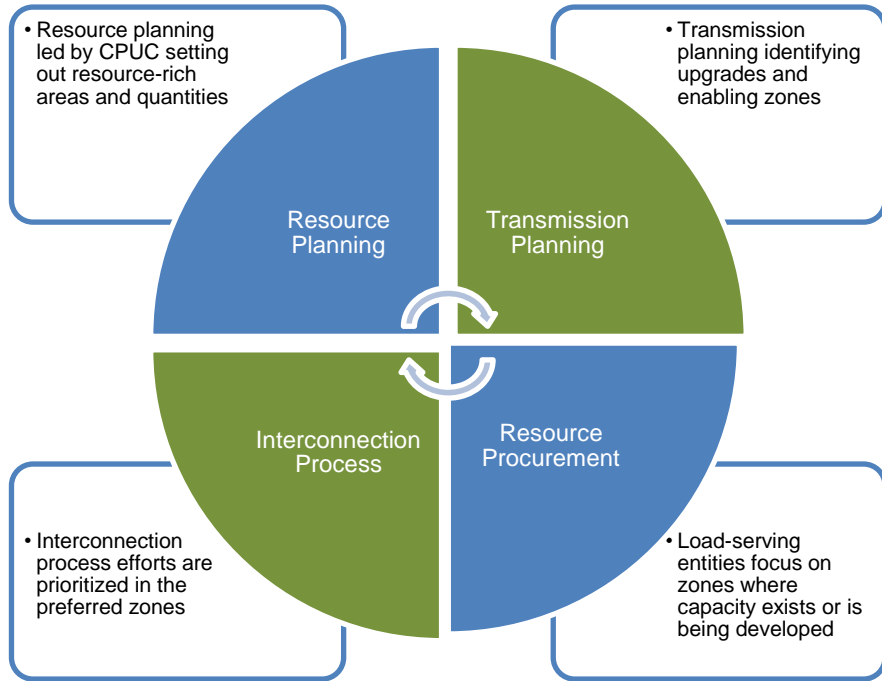 • Resource planning
led by CPUC setting
out resource-rich
areas and quantities
• Transmission
planning identifying
upgrades and
enabling zones
Resource
Planning
Transmission
Planning
Interconnection
Process
Resource
Procurement
• Interconnection
process efforts are
prioritized in the
preferred zones
• Load-serving
entities focus on
zones where
capacity exists or is
being developed